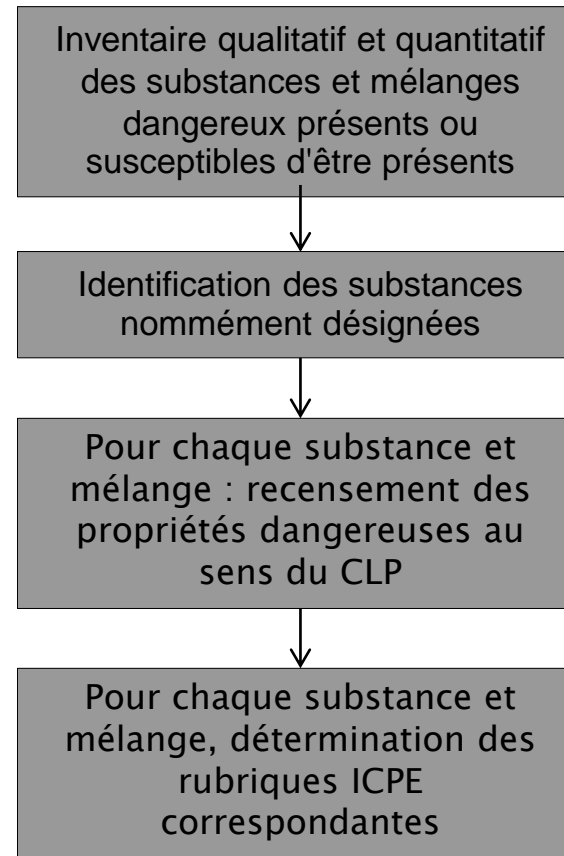 Inventaire qualitatif et quantitatif
des substances et mélanges
dangereux présents ou
susceptibles d'être présents
Identification des substances
nommément désignées
Pour chaque substance et
mélange : recensement des
propriétés dangereuses au
sens du CLP
Pour chaque substance et
mélange, détermination des
rubriques ICPE
correspondantes